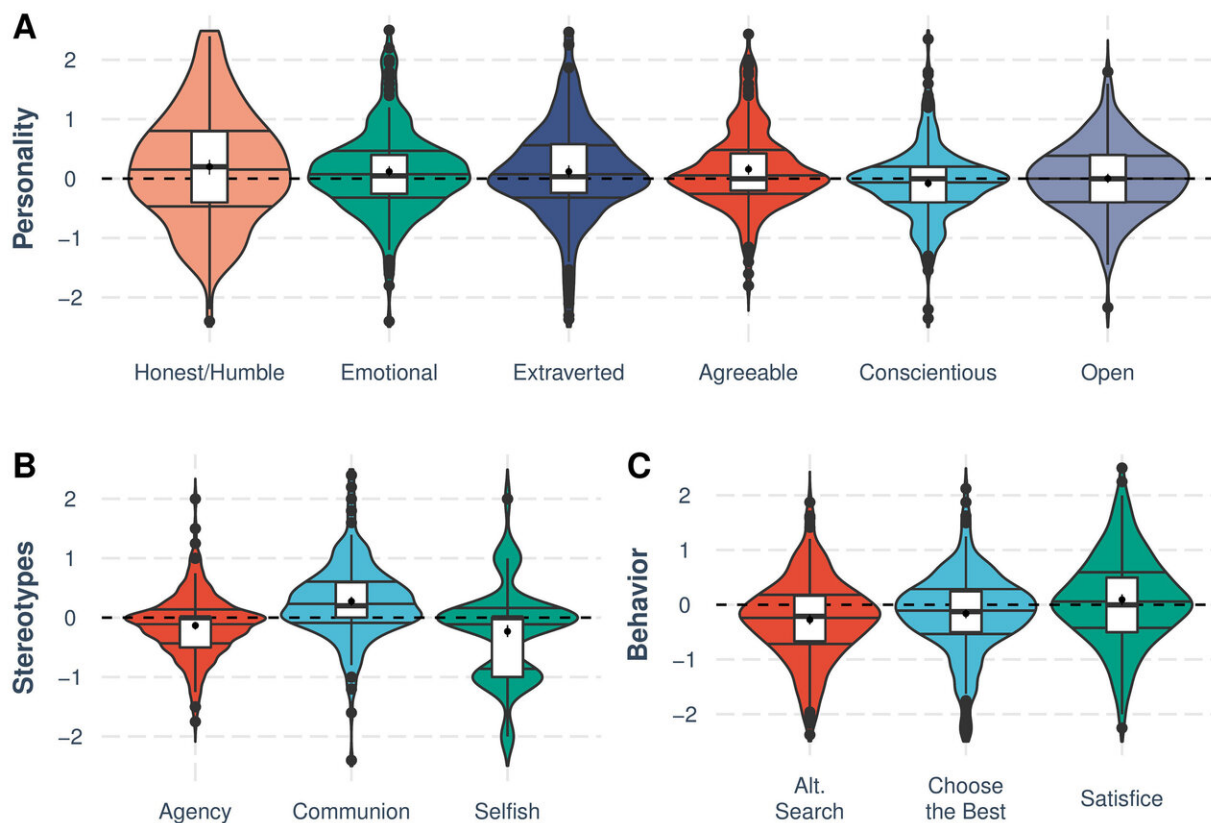 A
Personality
2
1
0
−1
−2
Honest/Humble
Emotional
Extraverted
Agreeable
Conscientious
Open
B
Stereotypes
2
1
0
−1
−2
Agency
Communion
Selfish
C
Behavior
2
1
0
−1
−2
Alt.
Search
Choose
the Best
Satisfice